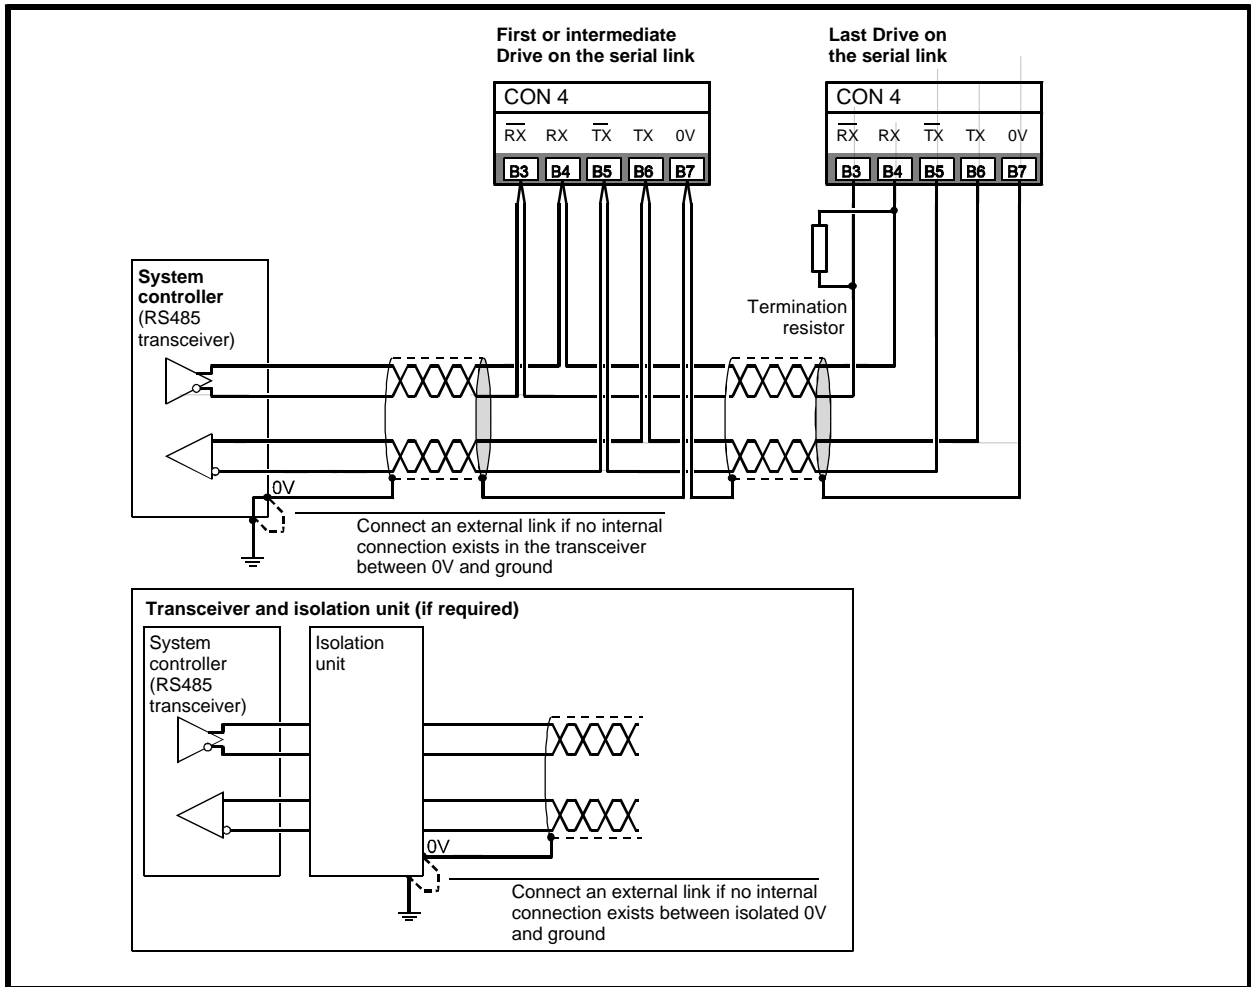 First or intermediate
Drive on the serial link
Last Drive on
the serial link
CON 4
R̅X̅ RX T̅X̅ TX 0V
B3 B4 B5 B6 B7
CON 4
R̅X̅ RX T̅X̅ TX 0V
B3 B4 B5 B6 B7
System
controller
(RS485
transceiver)
Termination
resistor
0V
Connect an external link if no internal
connection exists in the transceiver
between 0V and ground
Transceiver and isolation unit (if required)
System
controller
(RS485
transceiver)
Isolation
unit
0V
Connect an external link if no internal
connection exists between isolated 0V
and ground